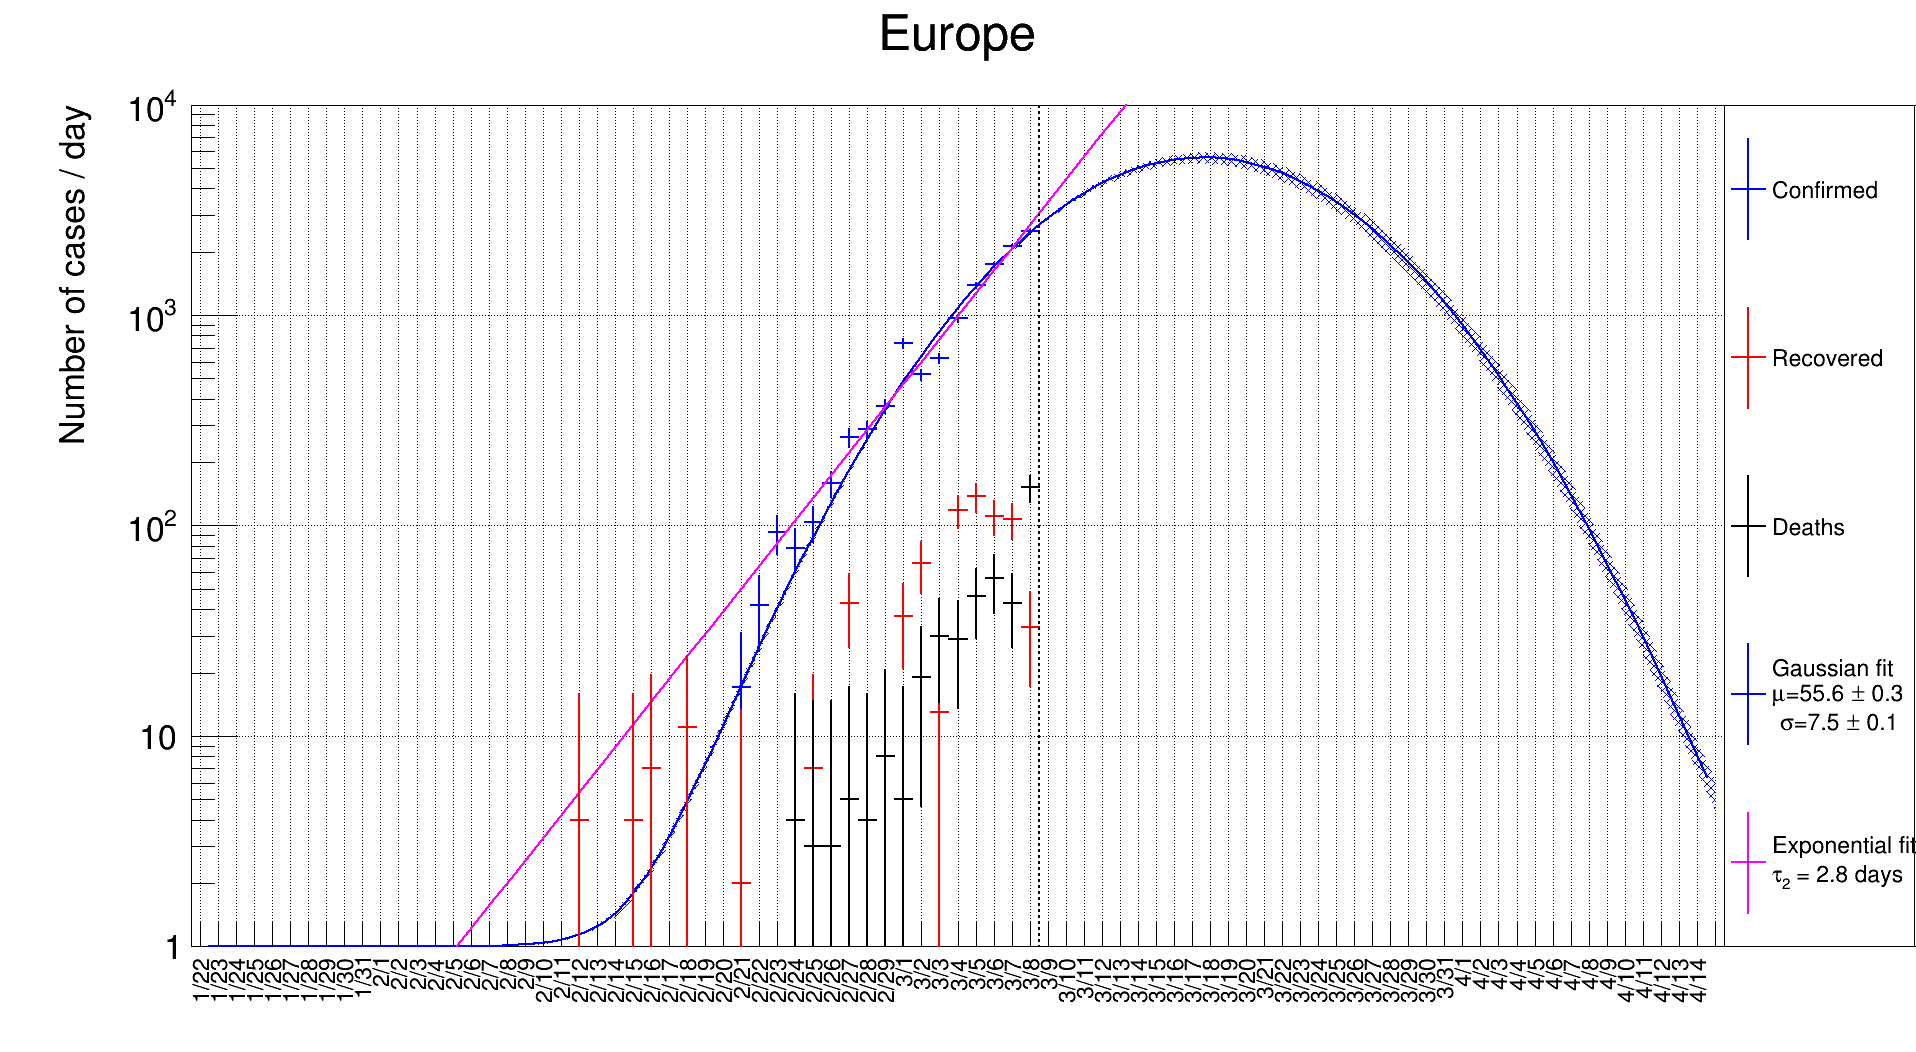 Europe
Number of cases / day
10^4
10^3
10^2
10
1
1/22 1/23 1/24 1/25 1/26 1/27 1/28 1/29 1/30 1/31 2/1 2/2 2/3 2/4 2/5 2/6 2/7 2/8 2/9 2/10 2/11 2/12 2/13 2/14 2/15 2/16 2/17 2/18 2/19 2/20 2/21 2/22 2/23 2/24 2/25 2/26 2/27 2/28 2/29 3/1 3/2 3/3 3/4 3/5 3/6 3/7 3/8 3/9 3/10 3/11 3/12 3/13 3/14 3/15 3/16 3/17 3/18 3/19 3/20 3/21 3/22 3/23 3/24 3/25 3/26 3/27 3/28 3/29 3/30 3/31 4/1 4/2 4/3 4/4 4/5 4/6 4/7 4/8 4/9 4/10 4/11 4/12 4/13 4/14
Confirmed
Recovered
Deaths
Gaussian fit
μ=55.6 ± 0.3
σ=7.5 ± 0.1
Exponential fit
τ₂ = 2.8 days